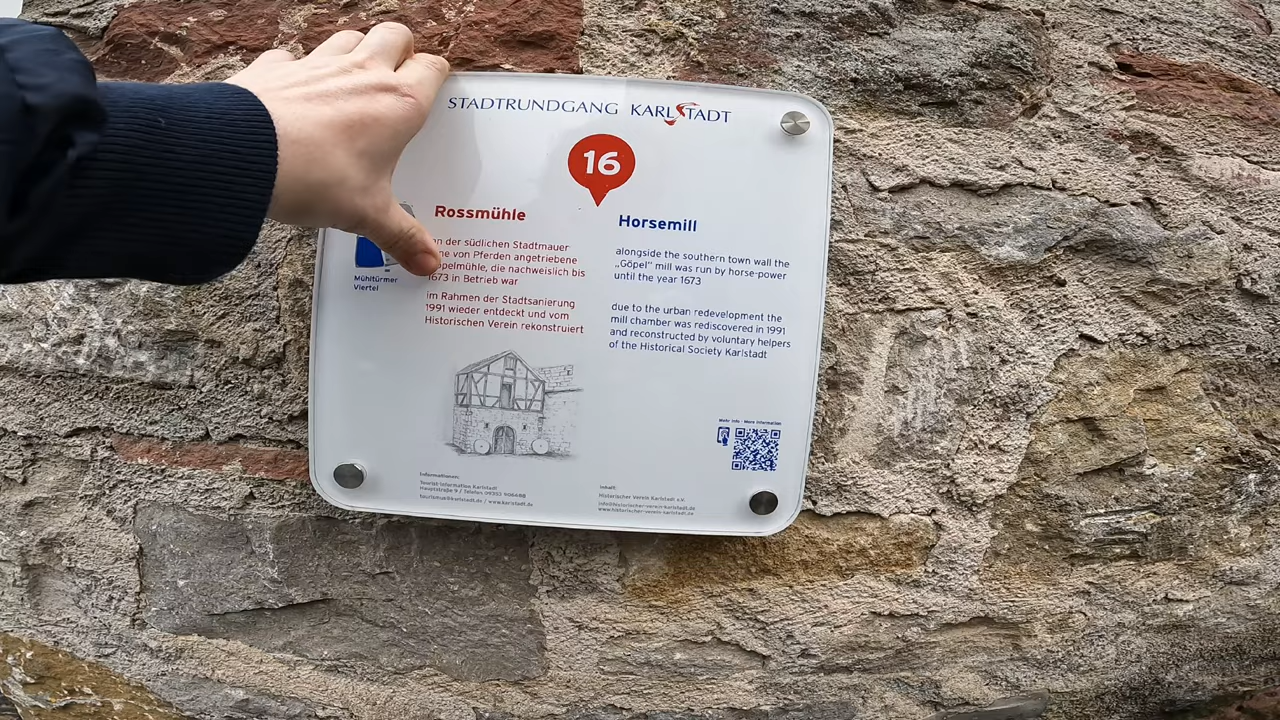 STADTRUNDGANG KARLSTADT
16
Rossmühle
der südlichen Stadtmauer
von Pferden angetriebene
die nachweislich bis
1673 in Betrieb war
im Rahmen der Stadtsanierung
1991 wieder entdeckt und vom
Historischen Verein rekonstruiert
Mühltürmer
Viertel
Horsemill
alongside the southern town wall the
„Göpel" mill was run by horse-power
until the year 1673
due to the urban redevelopment the
mill chamber was rediscovered in 1991
and reconstructed by voluntary helpers
of the Historical Society Karlstadt
Mehr Info - More Information
Informationen:
Tourist-Information Karlstadt
Hauptstraße 9 / Telefon
tourismus@karlstadt.de / www.karlstadt.de
Inhalt:
Historischer Verein Karlstadt e.V.
info@historischer-verein-karlstadt.de
www.historischer-verein-karlstadt.de